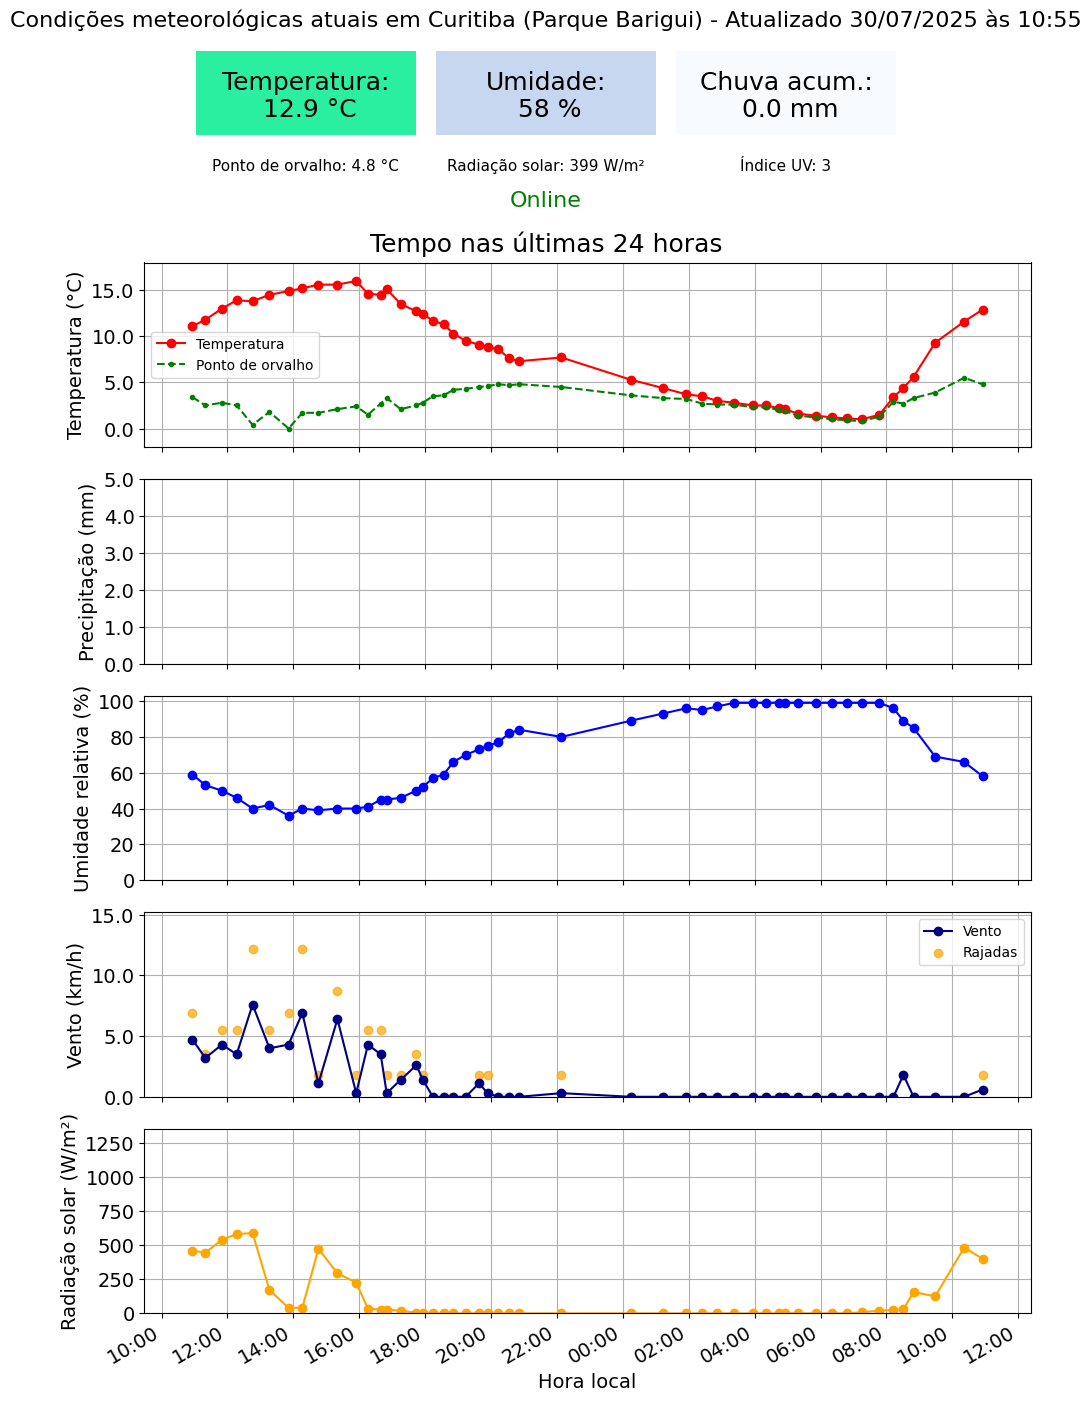 Condições meteorológicas atuais em Curitiba (Parque Barigui) - Atualizado 30/07/2025 às 10:55
Temperatura:
12.9 °C
Umidade:
58 %
Chuva acum.:
0.0 mm
Ponto de orvalho: 4.8 °C
Radiação solar: 399 W/m²
Índice UV: 3
Online
Tempo nas últimas 24 horas
Temperatura (°C)
15.0
10.0
5.0
0.0
Temperatura
Ponto de orvalho
Precipitação (mm)
5.0
4.0
3.0
2.0
1.0
0.0
Umidade relativa (%)
100
80
60
40
20
0
Vento (km/h)
15.0
10.0
5.0
0.0
Vento
Rajadas
Radiação solar (W/m²)
1250
1000
750
500
250
0
10:00
12:00
14:00
16:00
18:00
20:00
22:00
00:00
02:00
04:00
06:00
08:00
10:00
12:00
Hora local